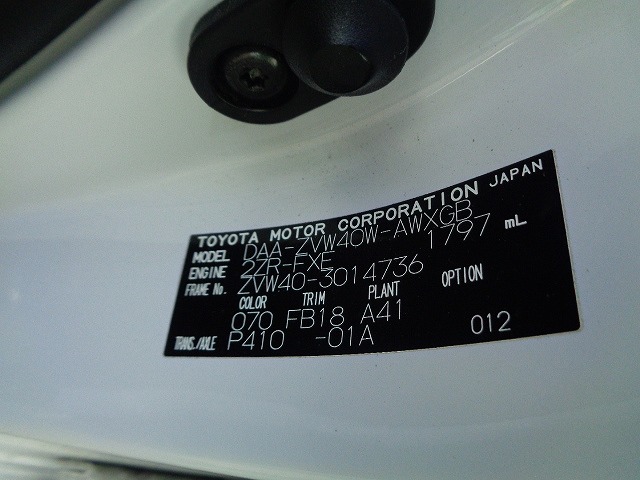 TOYOTA MOTOR CORPORATION JAPAN
MODEL DAA-ZVW40W-AWXGB
ENGINE 2ZR-FXE 1797 mL
FRAME No. ZVW40-3014736
COLOR TRIM PLANT OPTION
070 FB18 A41
TRANS./AXLE P410 -01A 012